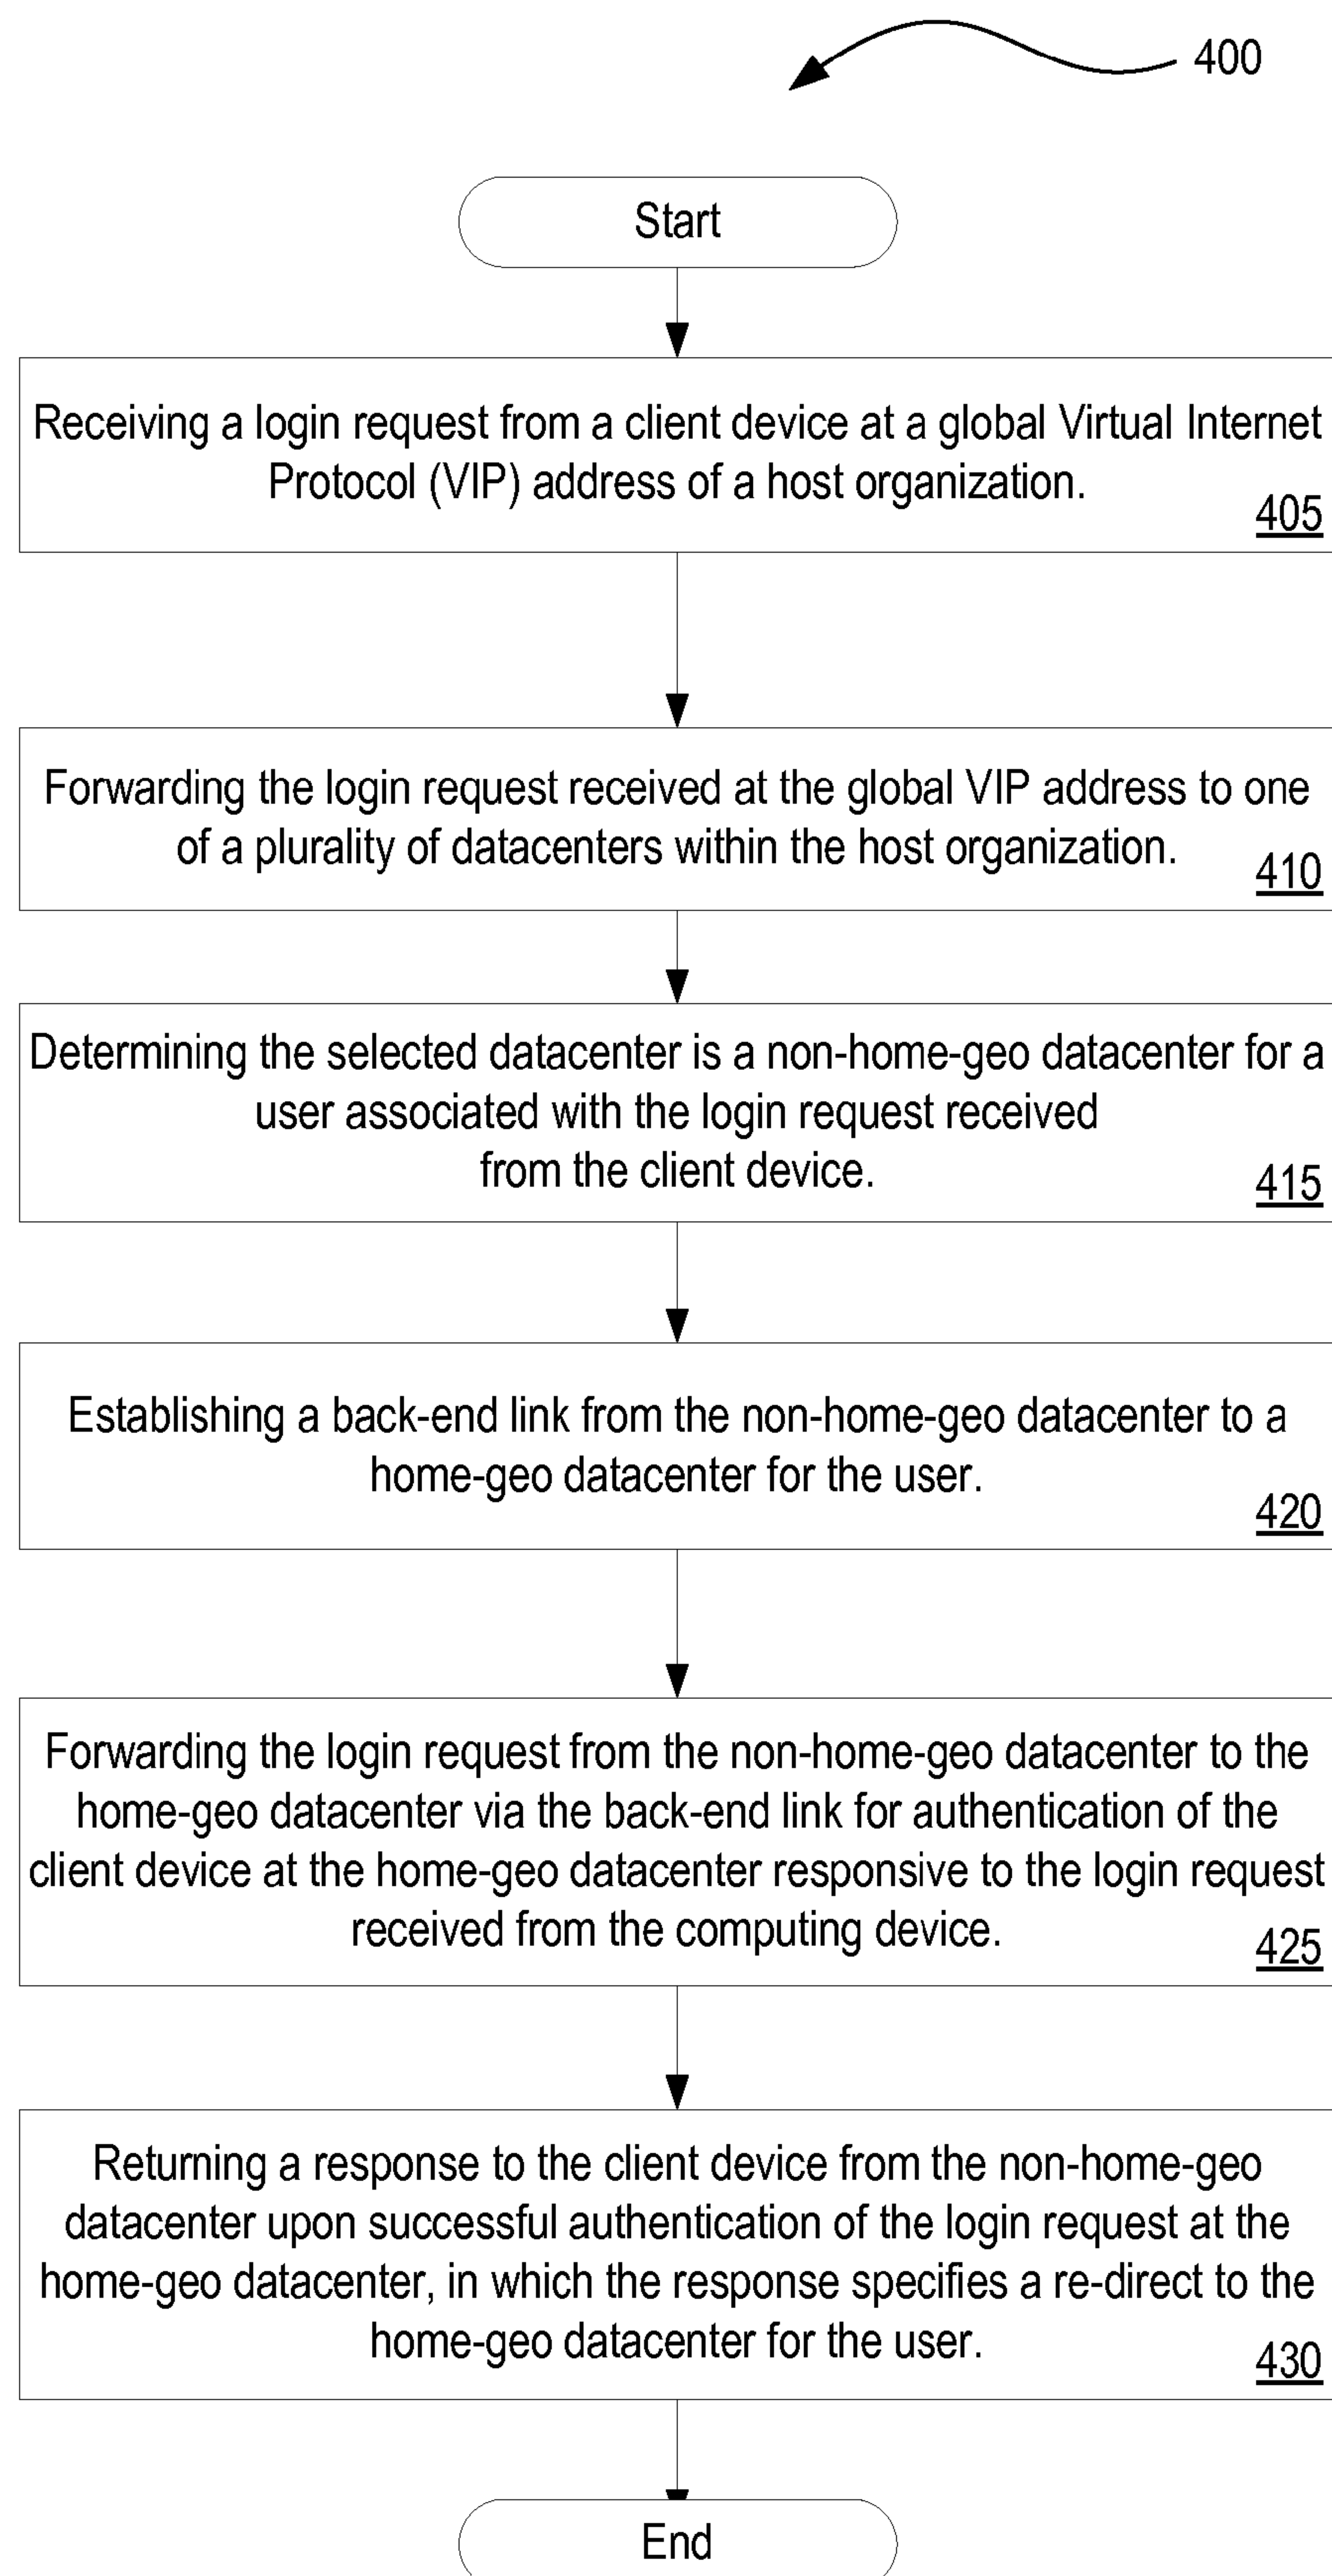 400
Start
Receiving a login request from a client device at a global Virtual Internet
Protocol (VIP) address of a host organization.
405
Forwarding the login request received at the global VIP address to one
of a plurality of datacenters within the host organization.
410
Determining the selected datacenter is a non-home-geo datacenter for a
user associated with the login request received
from the client device.
415
Establishing a back-end link from the non-home-geo datacenter to a
home-geo datacenter for the user.
420
Forwarding the login request from the non-home-geo datacenter to the
home-geo datacenter via the back-end link for authentication of the
client device at the home-geo datacenter responsive to the login request
received from the computing device.
425
Returning a response to the client device from the non-home-geo
datacenter upon successful authentication of the login request at the
home-geo datacenter, in which the response specifies a re-direct to the
home-geo datacenter for the user.
430
End